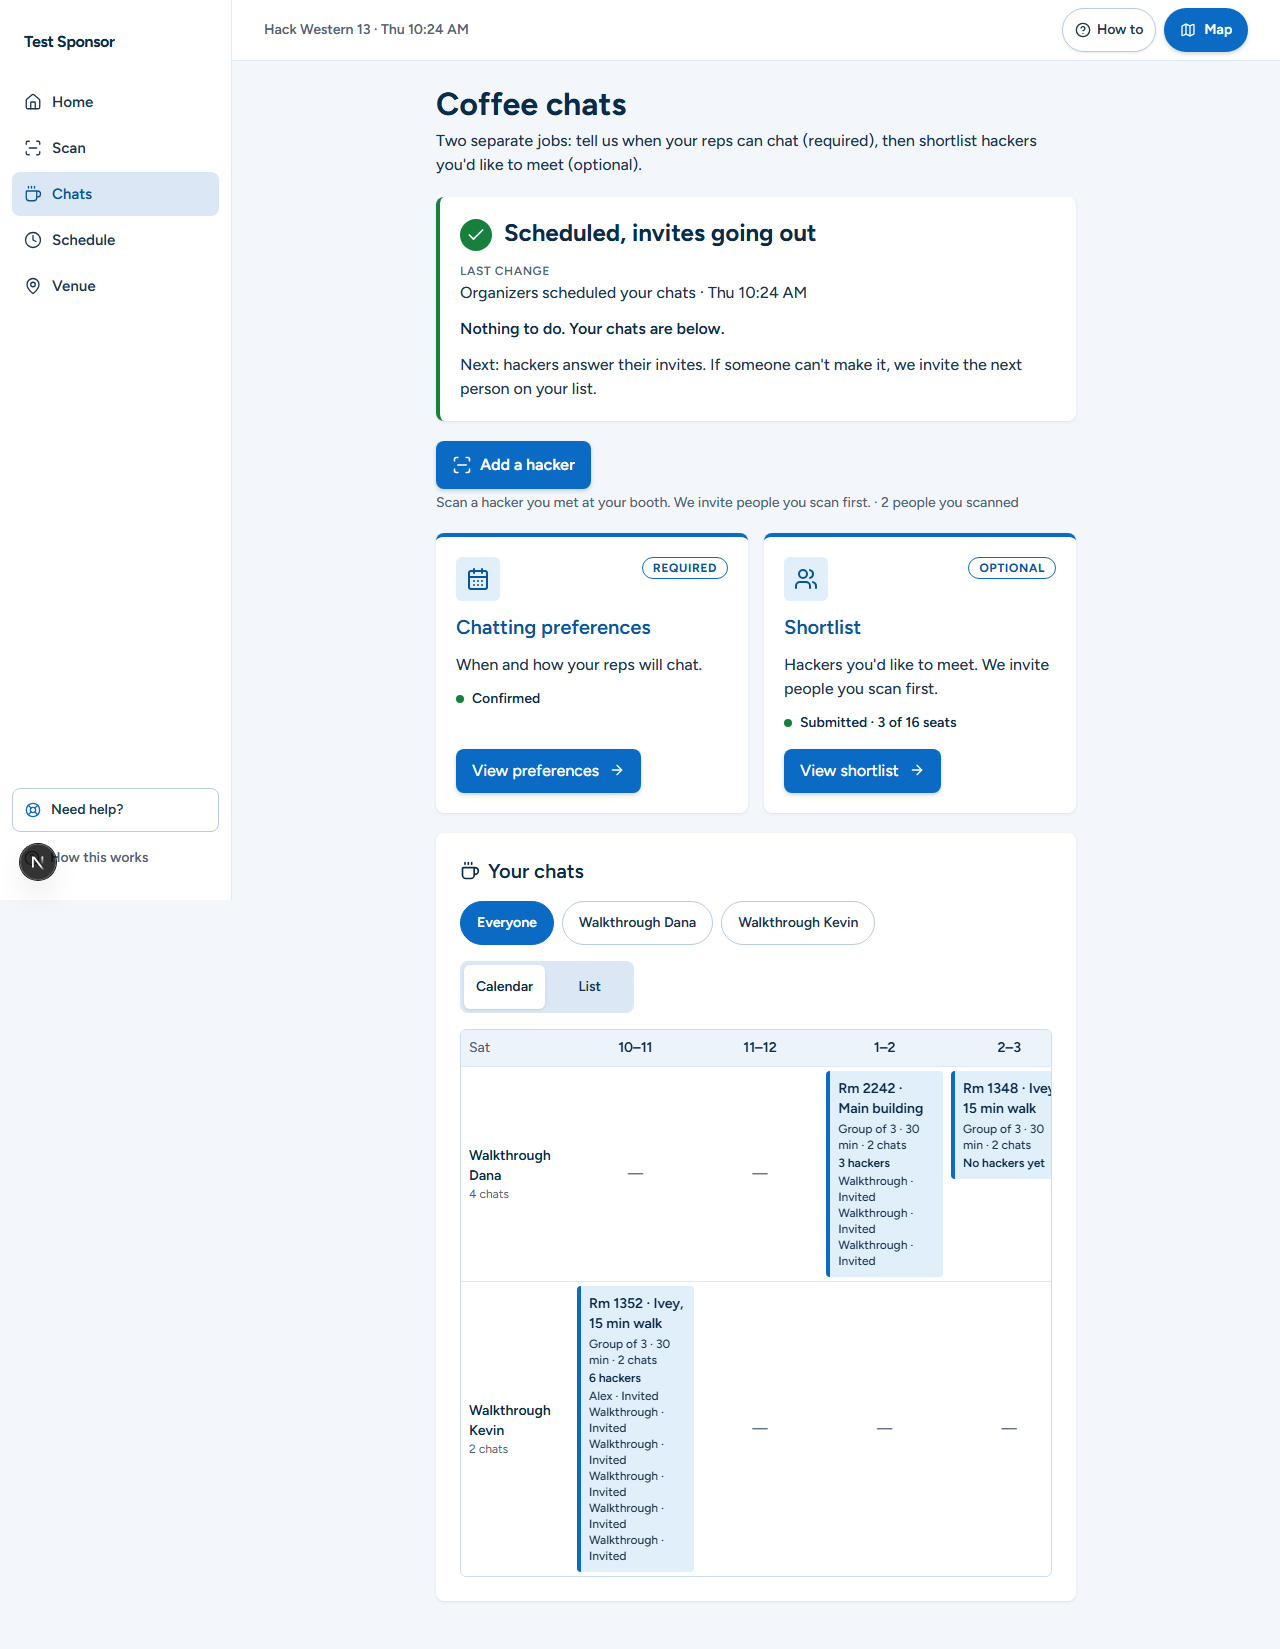 Test Sponsor
Hack Western 13 · Thu 10:24 AM
How to
Map
Home
Scan
Chats
Schedule
Venue
Need help?
How this works
N
Coffee chats
Two separate jobs: tell us when your reps can chat (required), then shortlist hackers
you'd like to meet (optional).
Scheduled, invites going out
LAST CHANGE
Organizers scheduled your chats · Thu 10:24 AM
Nothing to do. Your chats are below.
Next: hackers answer their invites. If someone can't make it, we invite the next
person on your list.
Add a hacker
Scan a hacker you met at your booth. We invite people you scan first. · 2 people you scanned
REQUIRED
Chatting preferences
When and how your reps will chat.
Confirmed
View preferences
OPTIONAL
Shortlist
Hackers you'd like to meet. We invite
people you scan first.
Submitted · 3 of 16 seats
View shortlist
Your chats
Everyone
Walkthrough Dana
Walkthrough Kevin
Calendar
List
Sat
10–11
11–12
1–2
2–3
Walkthrough
Dana
4 chats
—
—
Rm 2242 ·
Main building
Group of 3 · 30
min · 2 chats
3 hackers
Walkthrough ·
Invited
Walkthrough ·
Invited
Walkthrough ·
Invited
Rm 1348 · Ivey
15 min walk
Group of 3 · 30
min · 2 chats
No hackers yet
Walkthrough
Kevin
2 chats
Rm 1352 · Ivey,
15 min walk
Group of 3 · 30
min · 2 chats
6 hackers
Alex · Invited
Walkthrough ·
Invited
Walkthrough ·
Invited
Walkthrough ·
Invited
Walkthrough ·
Invited
Walkthrough ·
Invited
—
—
—